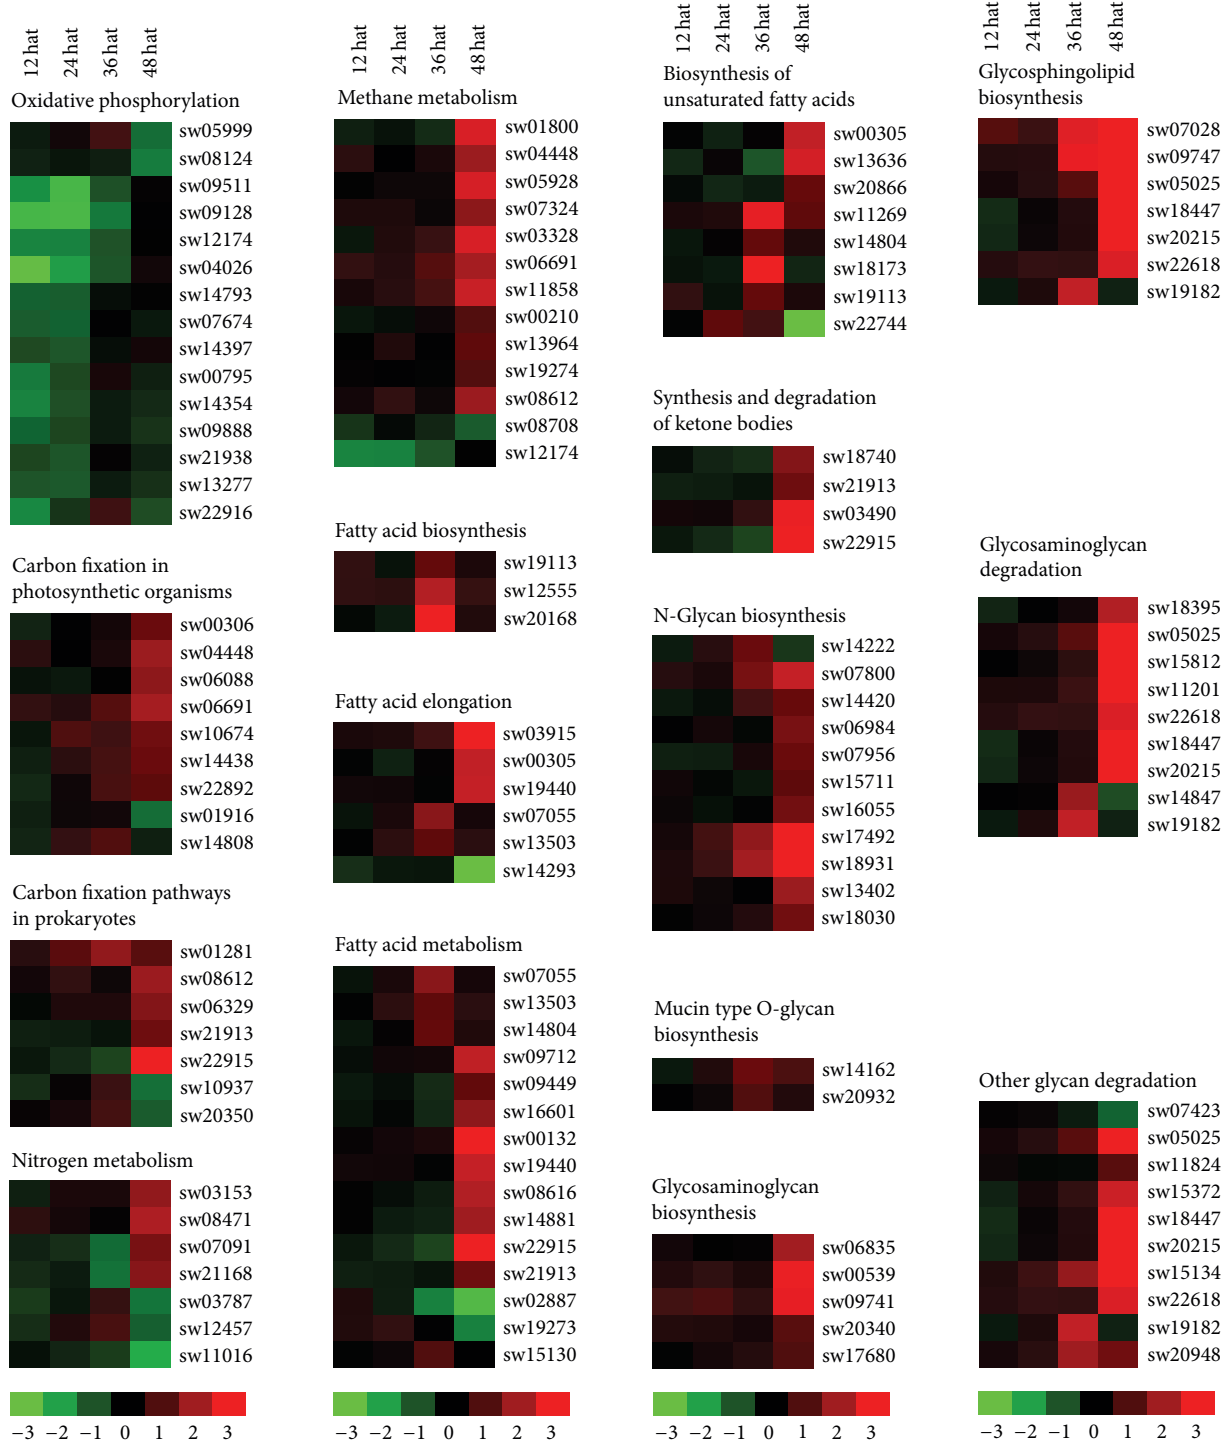 12 hat
24 hat
36 hat
48 hat
Oxidative phosphorylation
sw05999
sw08124
sw09511
sw09128
sw12174
sw04026
sw14793
sw07674
sw14397
sw00795
sw14354
sw09888
sw21938
sw13277
sw22916
Carbon fixation in
photosynthetic organisms
sw00306
sw04448
sw06088
sw06691
sw10674
sw14438
sw22892
sw01916
sw14808
Carbon fixation pathways
in prokaryotes
sw01281
sw08612
sw06329
sw21913
sw22915
sw10937
sw20350
Nitrogen metabolism
sw03153
sw08471
sw07091
sw21168
sw03787
sw12457
sw11016
−3 −2 −1 0 1 2 3
12 hat
24 hat
36 hat
48 hat
Methane metabolism
sw01800
sw04448
sw05928
sw07324
sw03328
sw06691
sw11858
sw00210
sw13964
sw19274
sw08612
sw08708
sw12174
Fatty acid biosynthesis
sw19113
sw12555
sw20168
Fatty acid elongation
sw03915
sw00305
sw19440
sw07055
sw13503
sw14293
Fatty acid metabolism
sw07055
sw13503
sw14804
sw09712
sw09449
sw16601
sw00132
sw19440
sw08616
sw14881
sw22915
sw21913
sw02887
sw19273
sw15130
−3 −2 −1 0 1 2 3
12 hat
24 hat
36 hat
48 hat
Biosynthesis of
unsaturated fatty acids
sw00305
sw13636
sw20866
sw11269
sw14804
sw18173
sw19113
sw22744
Synthesis and degradation
of ketone bodies
sw18740
sw21913
sw03490
sw22915
N-Glycan biosynthesis
sw14222
sw07800
sw14420
sw06984
sw07956
sw15711
sw16055
sw17492
sw18931
sw13402
sw18030
Mucin type O-glycan
biosynthesis
sw14162
sw20932
Glycosaminoglycan
biosynthesis
sw06835
sw00539
sw09741
sw20340
sw17680
−3 −2 −1 0 1 2 3
12 hat
24 hat
36 hat
48 hat
Glycosphingolipid
biosynthesis
sw07028
sw09747
sw05025
sw18447
sw20215
sw22618
sw19182
Glycosaminoglycan
degradation
sw18395
sw05025
sw15812
sw11201
sw22618
sw18447
sw20215
sw14847
sw19182
Other glycan degradation
sw07423
sw05025
sw11824
sw15372
sw18447
sw20215
sw15134
sw22618
sw19182
sw20948
−3 −2 −1 0 1 2 3